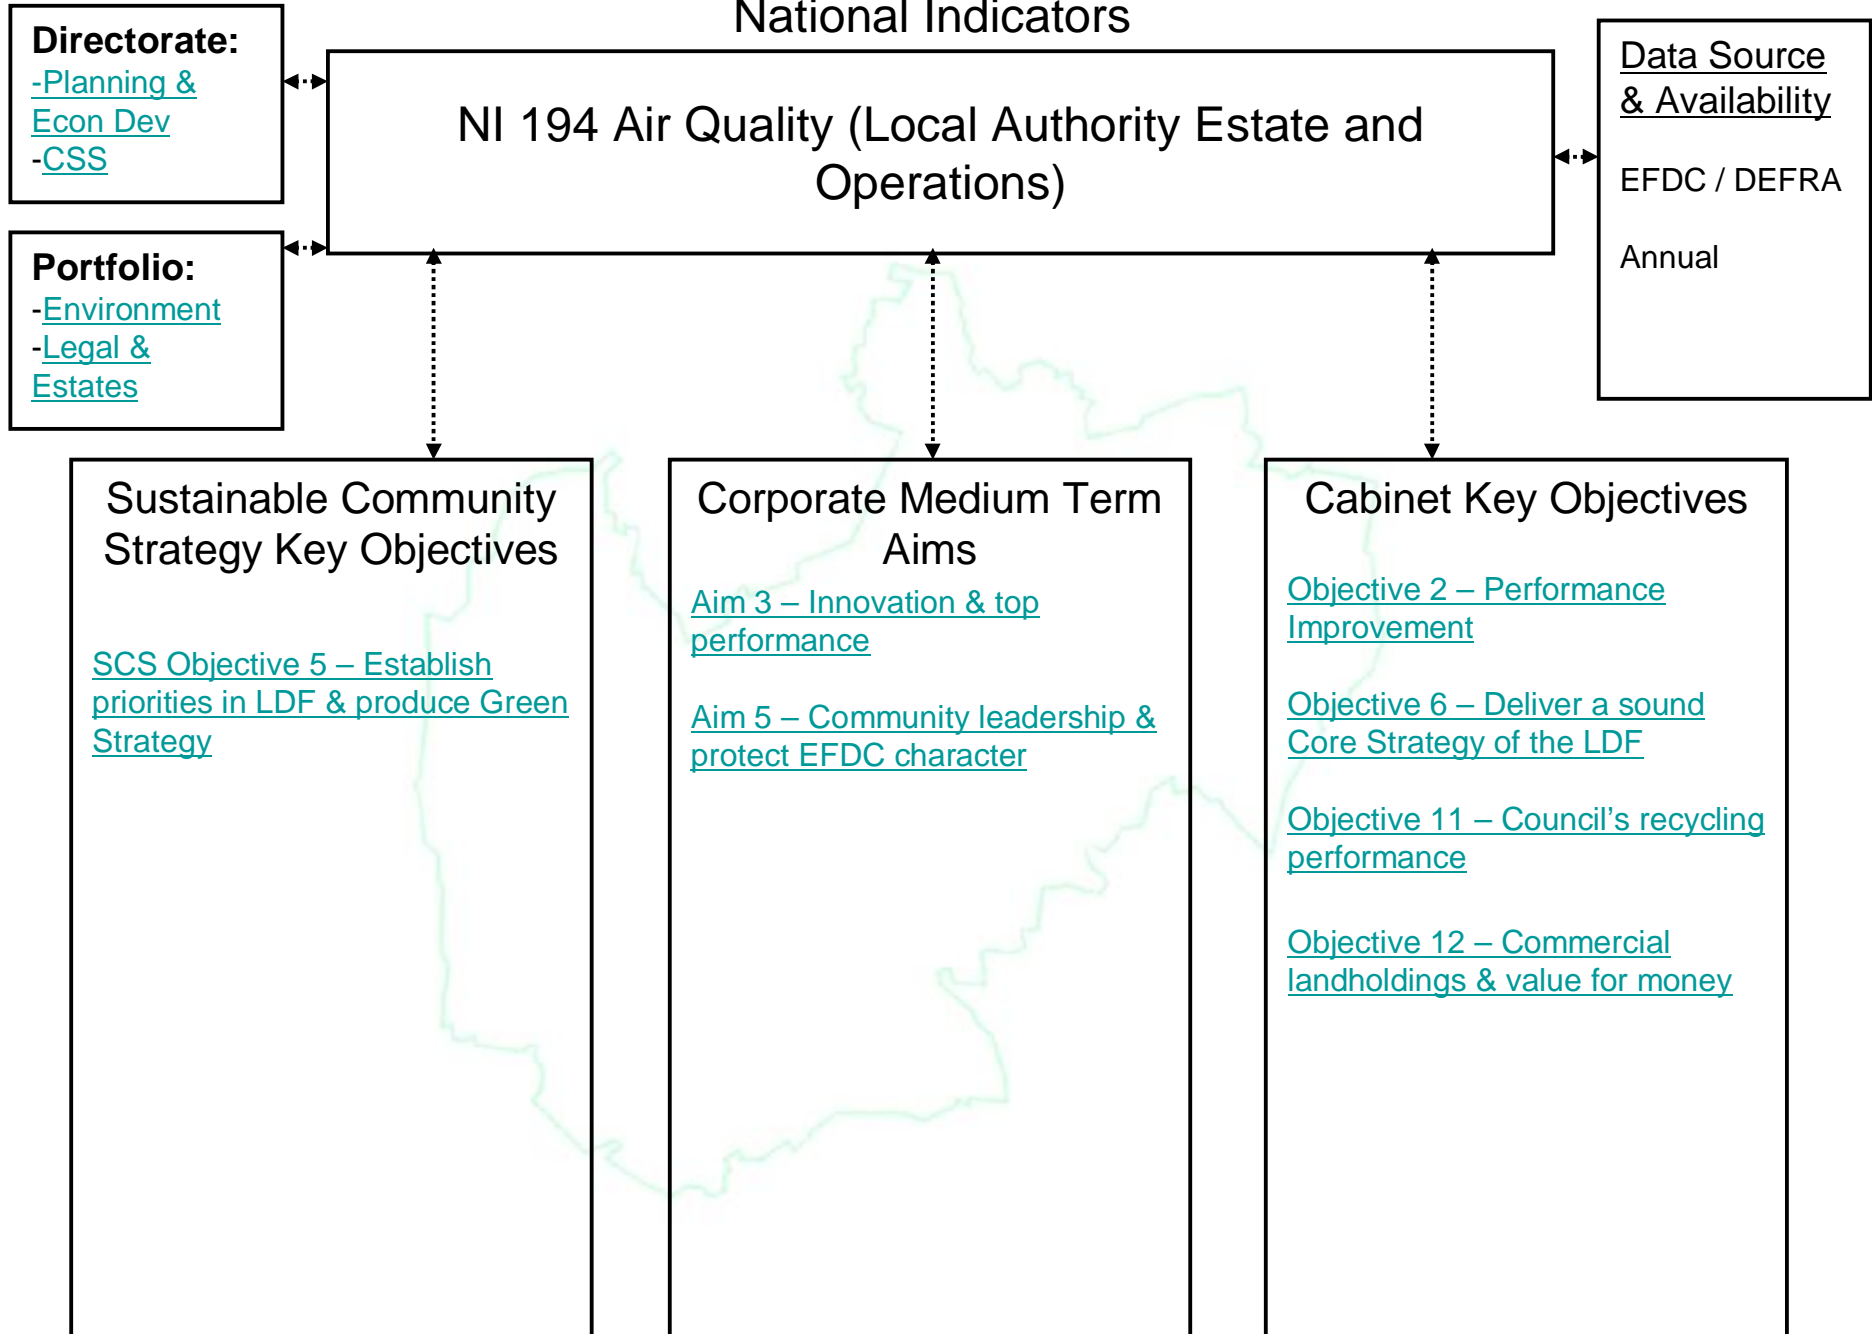 National Indicators
Directorate:
-Planning &
Econ Dev
-CSS
NI 194 Air Quality (Local Authority Estate and
Operations)
Data Source
& Availability
EFDC / DEFRA
Annual
Portfolio:
-Environment
-Legal &
Estates
Sustainable Community
Strategy Key Objectives
SCS Objective 5 – Establish
priorities in LDF & produce Green
Strategy
Corporate Medium Term
Aims
Aim 3 – Innovation & top
performance
Aim 5 – Community leadership &
protect EFDC character
Cabinet Key Objectives
Objective 2 – Performance
Improvement
Objective 6 – Deliver a sound
Core Strategy of the LDF
Objective 11 – Council’s recycling
performance
Objective 12 – Commercial
landholdings & value for money